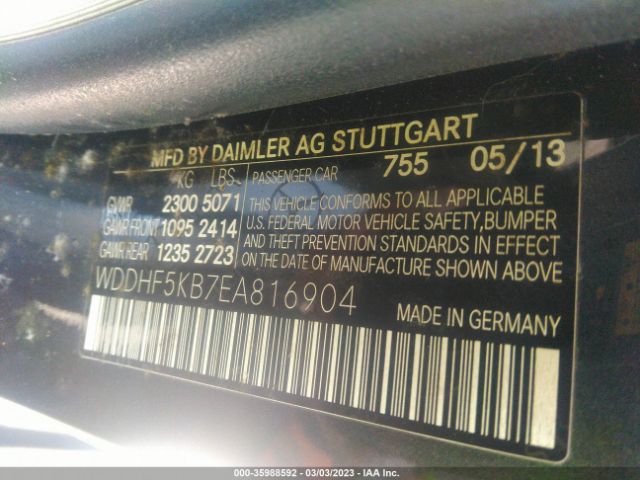 MFD BY DAIMLER AG STUTTGART
KG LBS PASSENGER CAR 755 05/13
GVWR 2300 5071
GAWR FRONT 1095 2414
GAWR REAR 1235 2723
THIS VEHICLE CONFORMS TO ALL APPLICABLE
U.S. FEDERAL MOTOR VEHICLE SAFETY,BUMPER
AND THEFT PREVENTION STANDARDS IN EFFECT
ON THE DATE OF MANUFACTURE SHOWN ABOVE
WDDHF5KB7EA816904
MADE IN GERMANY
000-35988592 — 03/03/2023 — IAA Inc.